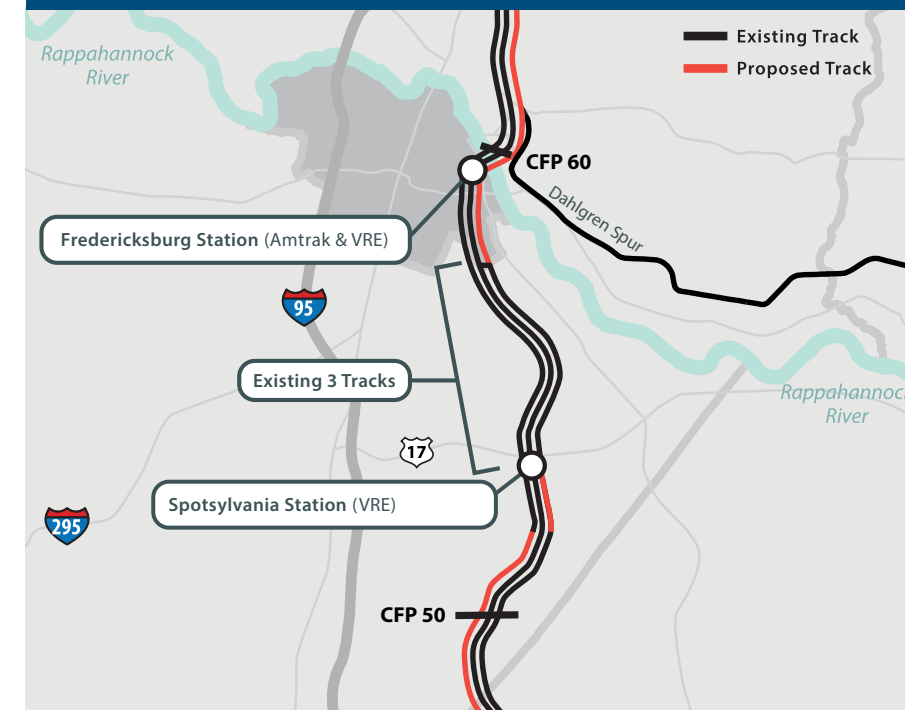 Rappahannock
River
Existing Track
Proposed Track
CFP 60
Dahlgren Spur
Fredericksburg Station (Amtrak & VRE)
95
Existing 3 Tracks
Rappahannock
River
17
Spotsylvania Station (VRE)
295
CFP 50